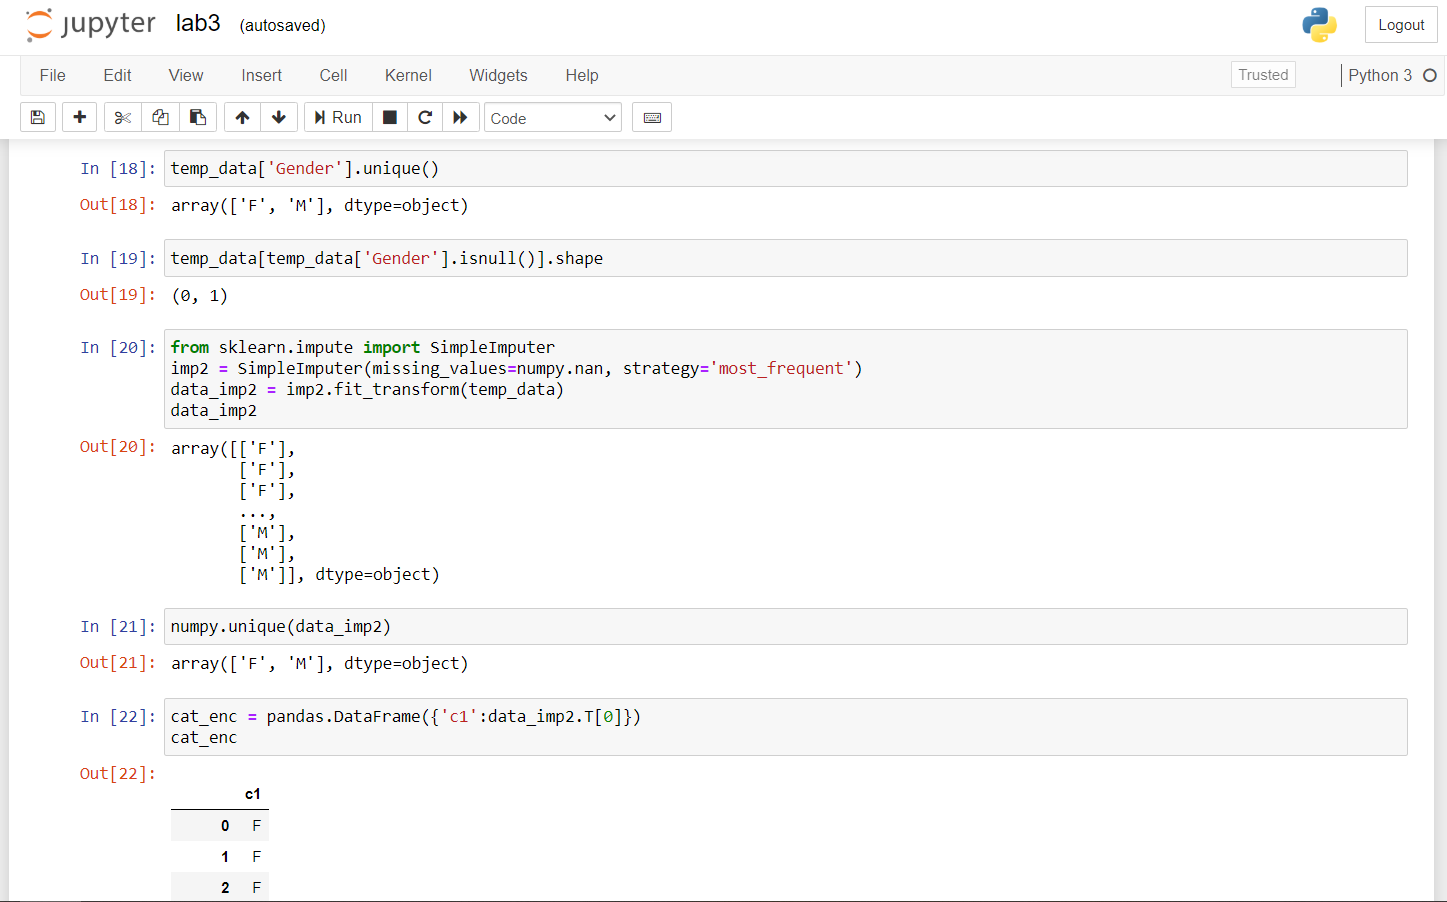 jupyter lab3 (autosaved)
Logout
File Edit View Insert Cell Kernel Widgets Help
Trusted
Python 3
Run
Code
In [18]: temp_data['Gender'].unique()
Out[18]: array(['F', 'M'], dtype=object)
In [19]: temp_data[temp_data['Gender'].isnull()].shape
Out[19]: (0, 1)
In [20]: from sklearn.impute import SimpleImputer
imp2 = SimpleImputer(missing_values=numpy.nan, strategy='most_frequent')
data_imp2 = imp2.fit_transform(temp_data)
data_imp2
Out[20]: array([['F'],
['F'],
['F'],
...,
['M'],
['M'],
['M']], dtype=object)
In [21]: numpy.unique(data_imp2)
Out[21]: array(['F', 'M'], dtype=object)
In [22]: cat_enc = pandas.DataFrame({'c1':data_imp2.T[0]})
cat_enc
Out[22]:
c1
0 F
1 F
2 F